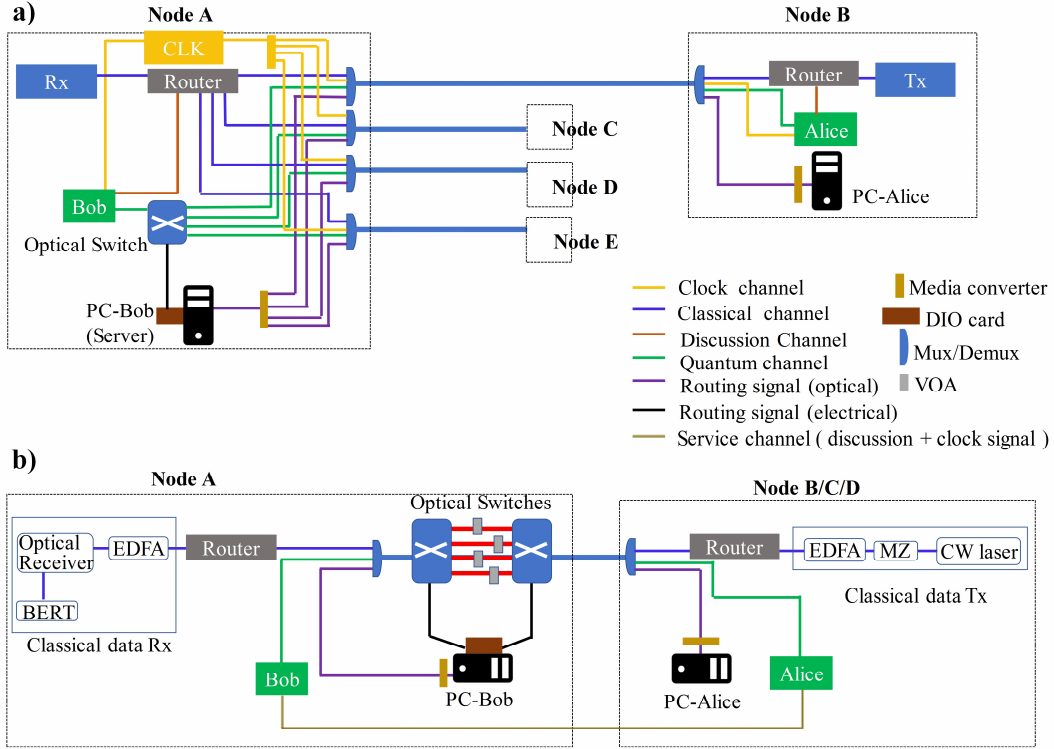 a)
Node A
Node B
CLK
Rx
Router
Router
Tx
Alice
Node C
Node D
Node E
Bob
Optical Switch
PC-Alice
PC-Bob
(Server)
Clock channel
Classical channel
Discussion Channel
Quantum channel
Routing signal (optical)
Routing signal (electrical)
Service channel ( discussion + clock signal )
Media converter
DIO card
Mux/Demux
VOA
b)
Node A
Node B/C/D
Optical Switches
Optical
Receiver
EDFA
Router
BERT
Classical data Rx
Bob
PC-Bob
Router
EDFA
MZ
CW laser
Classical data Tx
PC-Alice
Alice